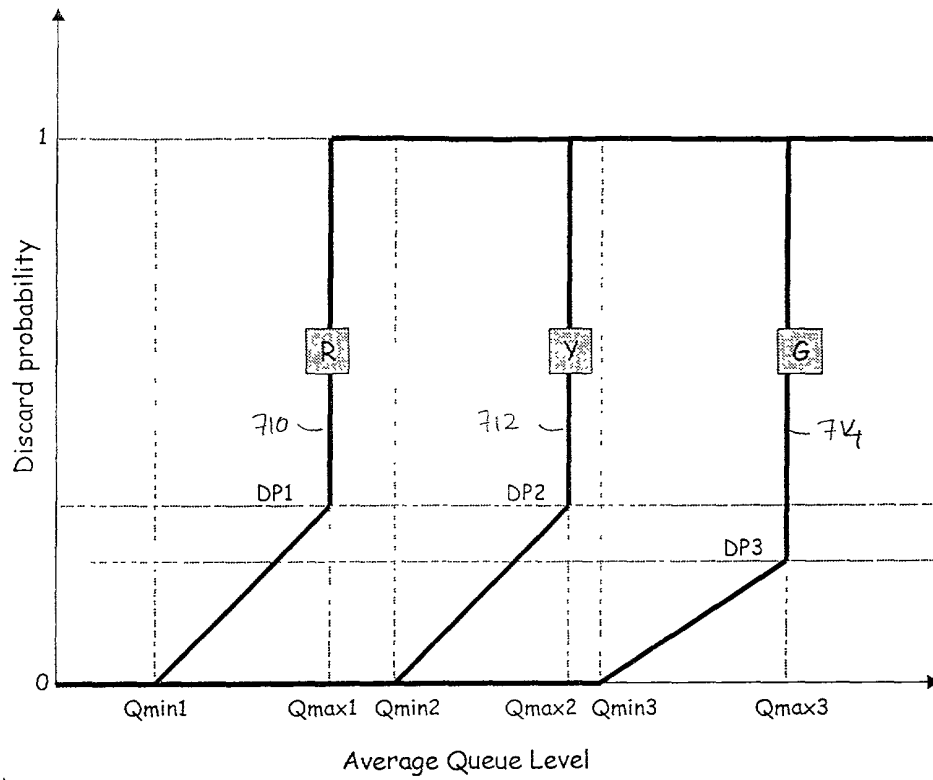 1
Discard probability
R
Y
G
710
712
714
DP1
DP2
DP3
0
Qmin1 Qmax1 Qmin2 Qmax2 Qmin3 Qmax3
Average Queue Level